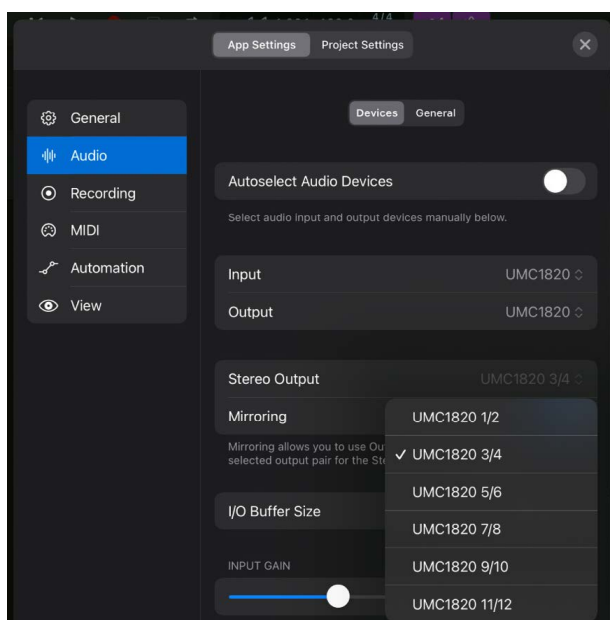 4/4
App Settings Project Settings
General
Audio
Recording
MIDI
Automation
View
Devices General
Autoselect Audio Devices
Select audio input and output devices manually below.
Input UMC1820
Output UMC1820
Stereo Output UMC1820 3/4
Mirroring
Mirroring allows you to use Ou
selected output pair for the Ste
I/O Buffer Size
INPUT GAIN
UMC1820 1/2
✓ UMC1820 3/4
UMC1820 5/6
UMC1820 7/8
UMC1820 9/10
UMC1820 11/12